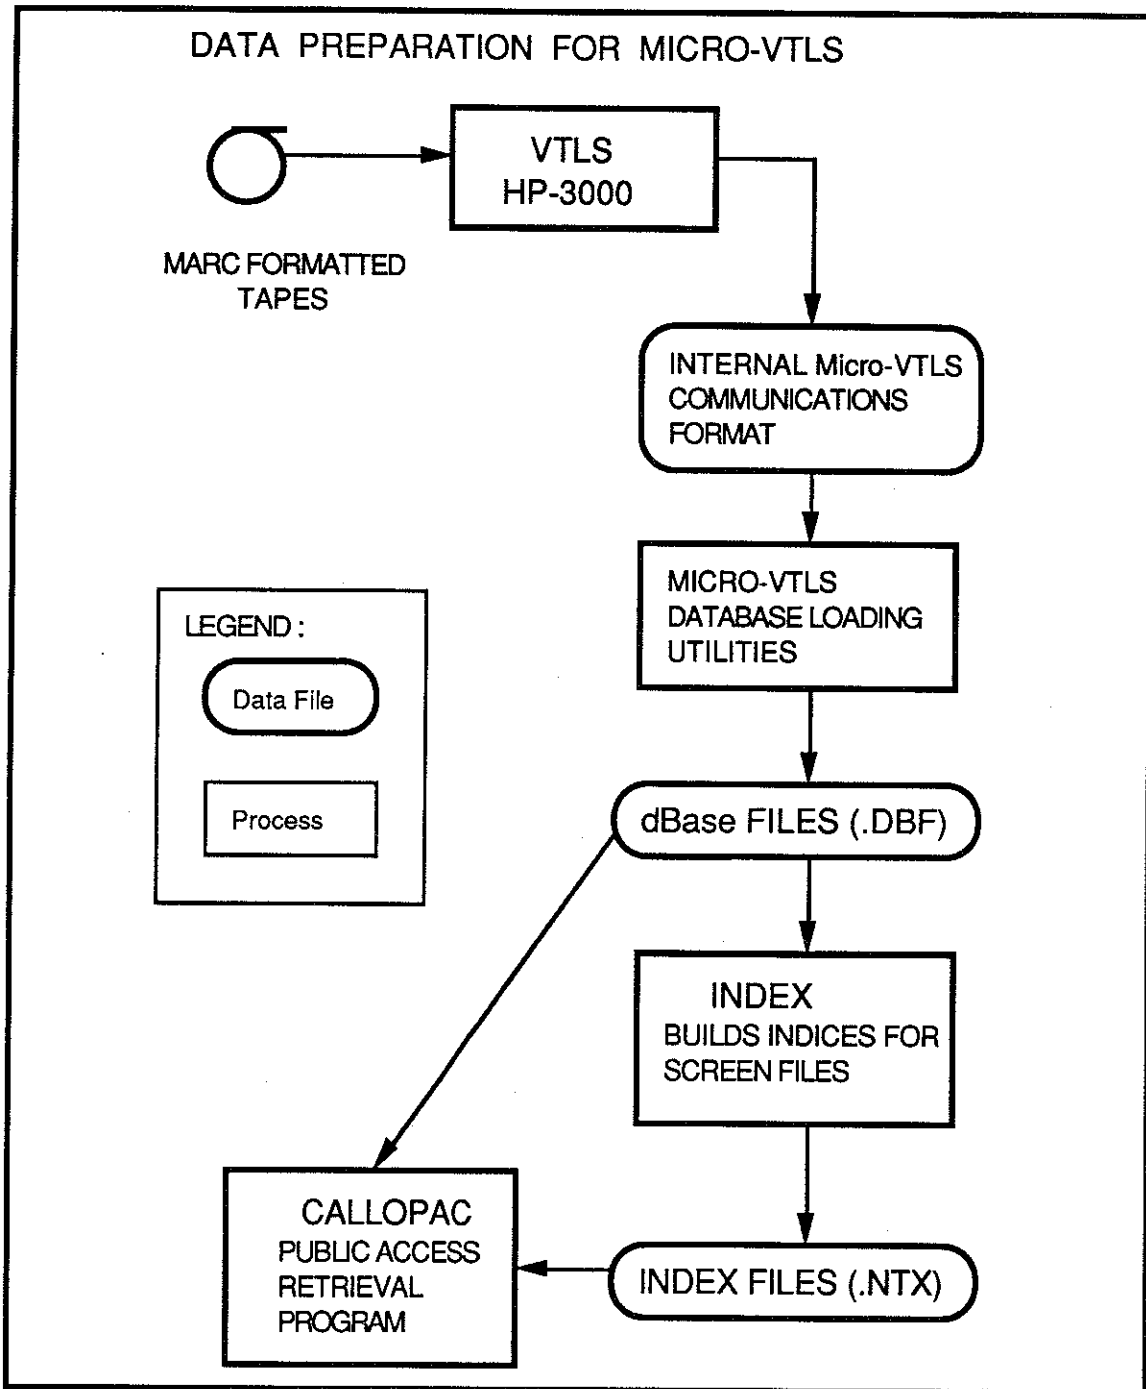 DATA PREPARATION FOR MICRO-VTLS
VTLS
HP-3000
MARC FORMATTED
TAPES
INTERNAL Micro-VTLS
COMMUNICATIONS
FORMAT
MICRO-VTLS
DATABASE LOADING
UTILITIES
LEGEND :
Data File
Process
dBase FILES (.DBF)
INDEX
BUILDS INDICES FOR
SCREEN FILES
CALLOPAC
PUBLIC ACCESS
RETRIEVAL
PROGRAM
INDEX FILES (.NTX)